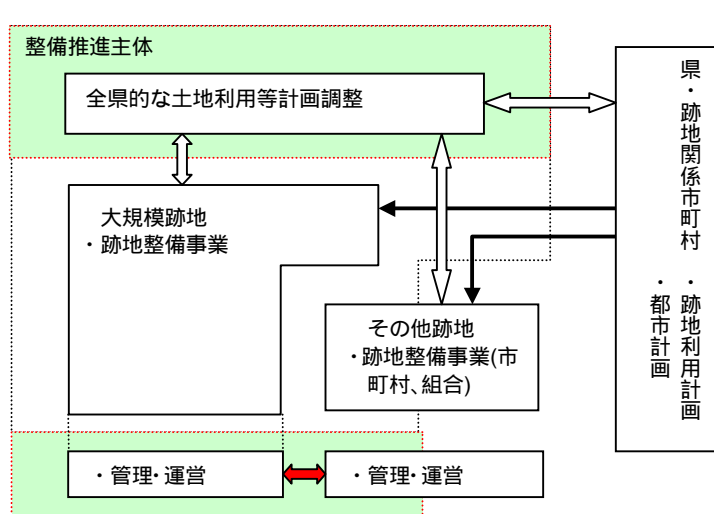 整備推進主体
全県的な土地利用等計画調整
大規模跡地
・跡地整備事業
その他跡地
・跡地整備事業(市
町村、組合)
・管理・運営
・管理・運営
県・跡地関係市町村
・跡地利用計画
・都市計画